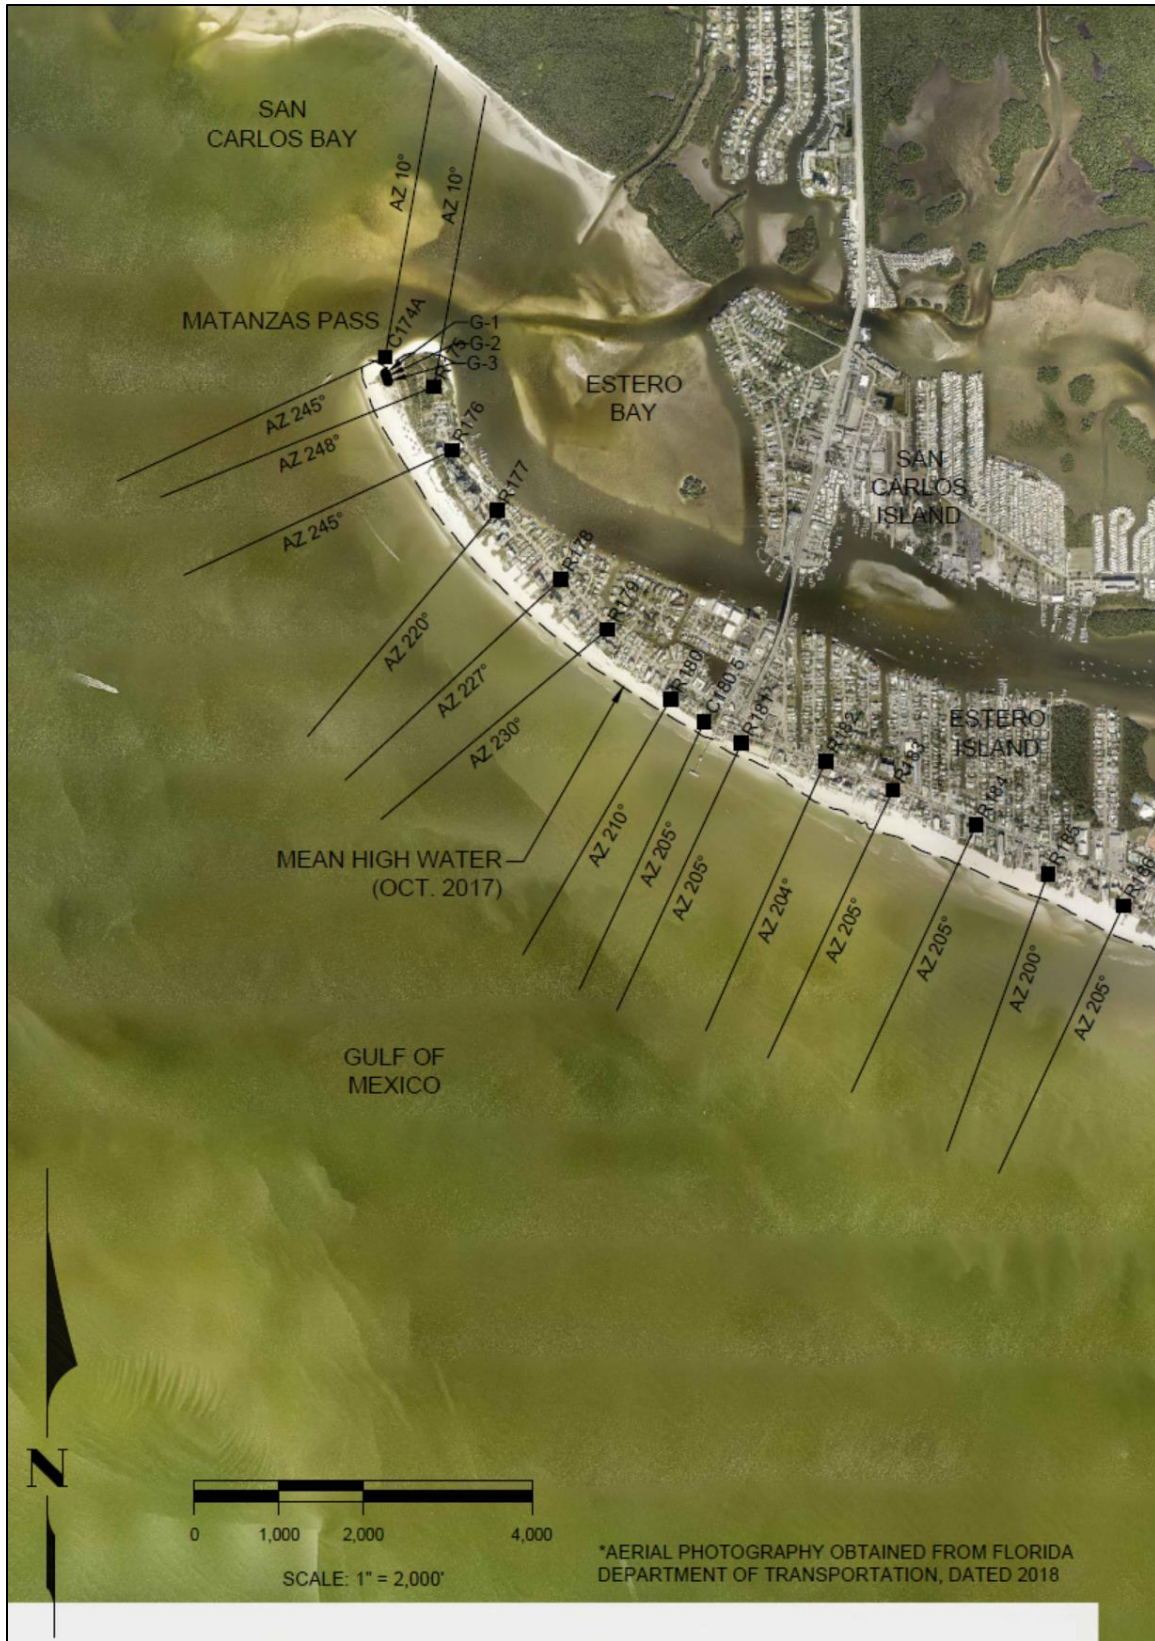 SAN
CARLOS BAY
AZ 10°
AZ 10°
MATANZAS PASS
C174A
G-1
G-2
G-3
R175
AZ 245°
AZ 248°
R176
AZ 245°
ESTERO
BAY
R177
AZ 220°
SAN
CARLOS
ISLAND
R178
AZ 227°
R179
AZ 230°
R180
C180.5
R181
R182
R183
ESTERO
ISLAND
R184
R185
R186
MEAN HIGH WATER
(OCT. 2017)
AZ 210°
AZ 205°
AZ 205°
AZ 204°
AZ 205°
AZ 205°
AZ 200°
AZ 205°
GULF OF
MEXICO
N
0 1,000 2,000 4,000
SCALE: 1" = 2,000'
*AERIAL PHOTOGRAPHY OBTAINED FROM FLORIDA
DEPARTMENT OF TRANSPORTATION, DATED 2018